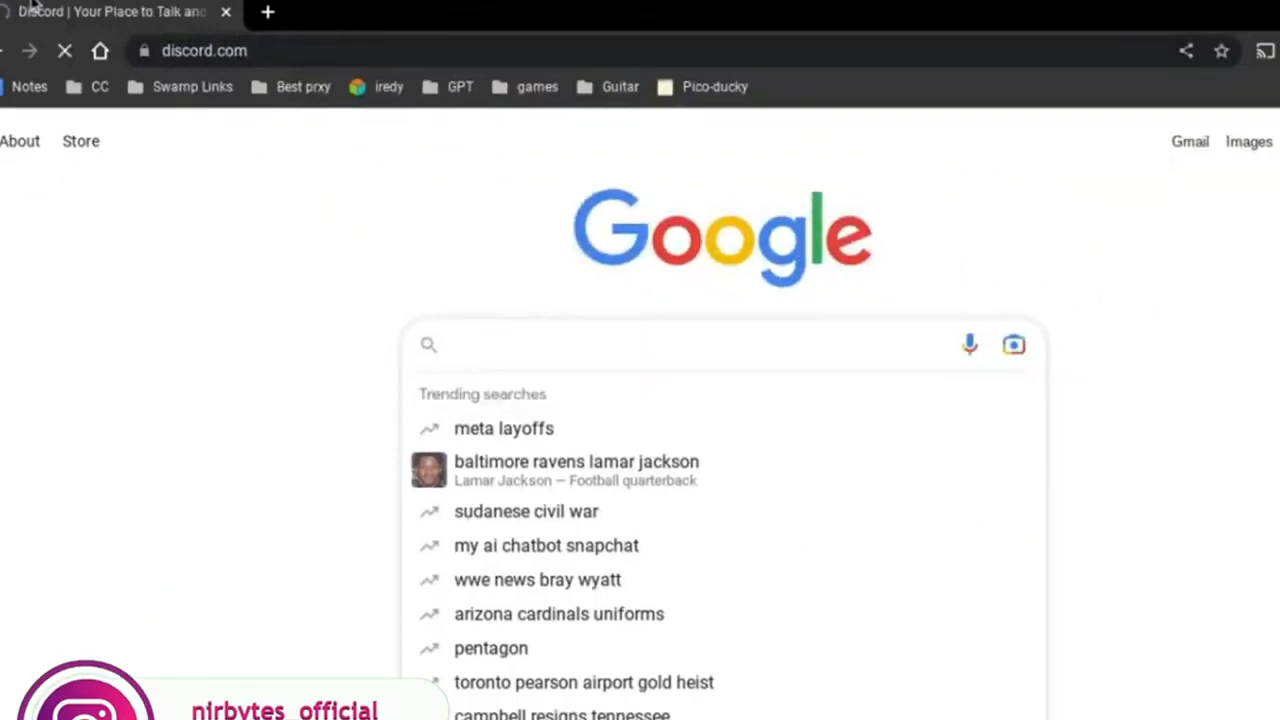 Discord | Your Place to Talk and
discord.com
Notes CC Swamp Links Best prxy iredy GPT games Guitar Pico-ducky
About Store Gmail Images
Google
Trending searches
meta layoffs
baltimore ravens lamar jackson
Lamar Jackson — Football quarterback
sudanese civil war
my ai chatbot snapchat
wwe news bray wyatt
arizona cardinals uniforms
pentagon
toronto pearson airport gold heist
campbell resigns tennessee
nirbytes_official